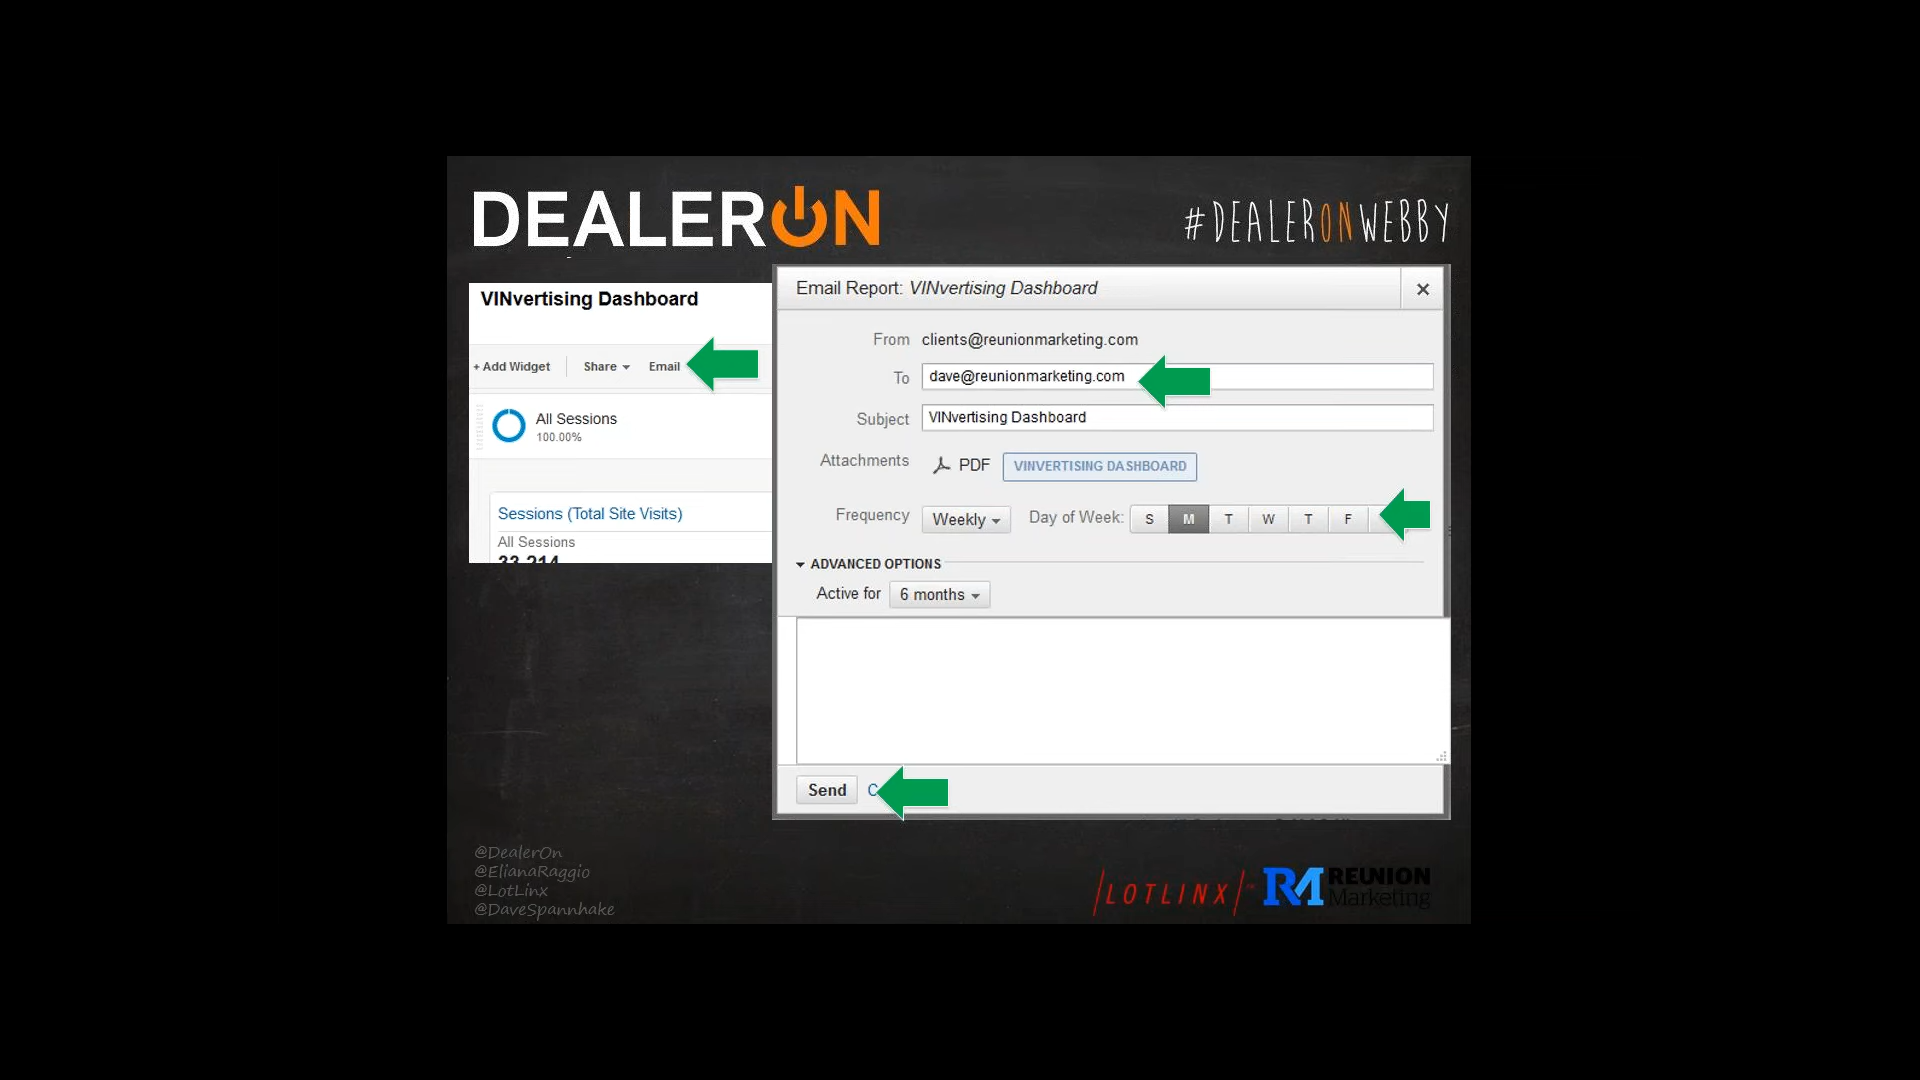 DEALERON
#DEALERONWEBBY
VINvertising Dashboard
+ Add Widget Share Email
All Sessions
100.00%
Sessions (Total Site Visits)
All Sessions
33,214
Email Report: VINvertising Dashboard
From clients@reunionmarketing.com
To dave@reunionmarketing.com
Subject VINvertising Dashboard
Attachments PDF VINVERTISING DASHBOARD
Frequency Weekly Day of Week: S M T W T F
ADVANCED OPTIONS
Active for 6 months
Send
@DealerOn
@ElianaRaggio
@LotLinx
@DaveSpannhake
LOTLINX
RM REUNION
Marketing